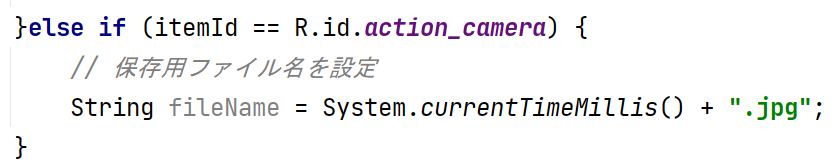 }else if (itemId == R.id.action_camera) {
// 保存用ファイル名を設定
String fileName = System.currentTimeMillis() + ".jpg";
}